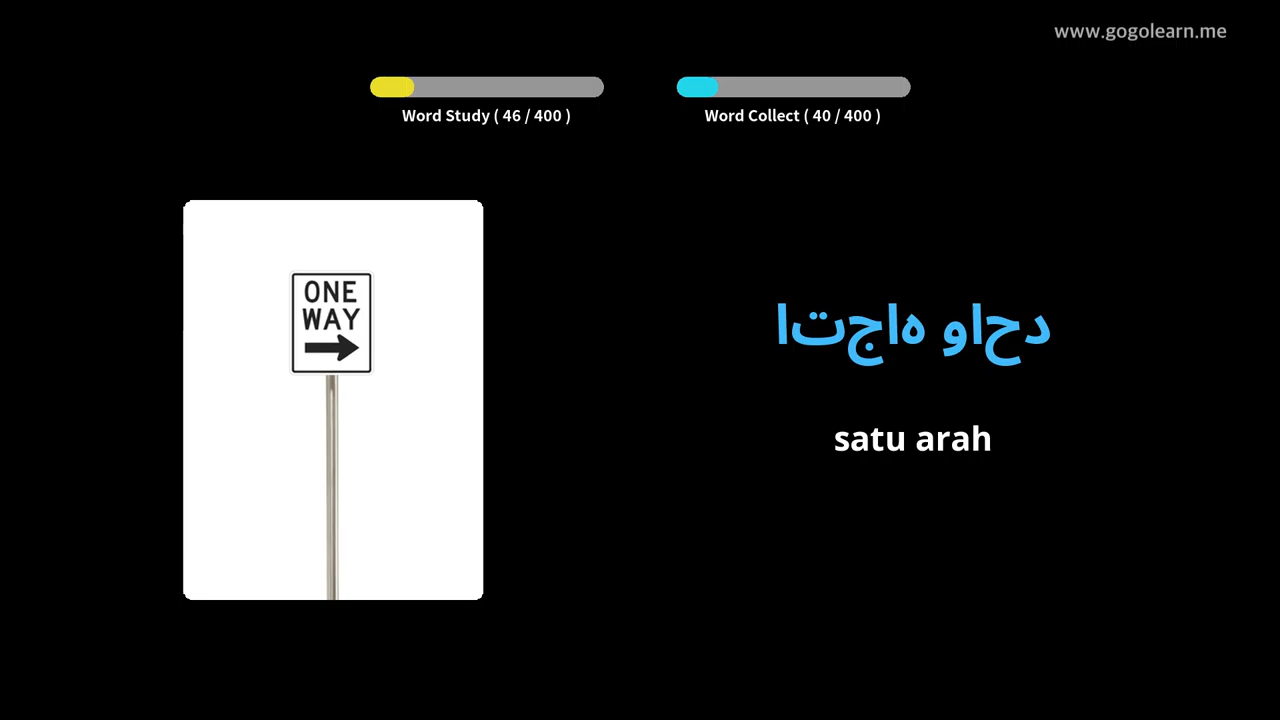 www.gogolearn.me
Word Study ( 46 / 400 )
Word Collect ( 40 / 400 )
ONE
WAY
اتجاه واحد
satu arah